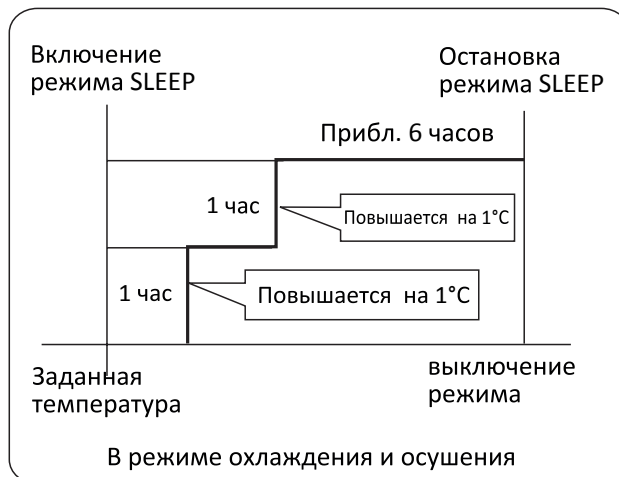 Включение
режима SLEEP
Остановка
режима SLEEP
Прибл. 6 часов
1 час
Повышается на 1°C
1 час
Повышается на 1°C
Заданная
температура
выключение
режима
В режиме охлаждения и осушения